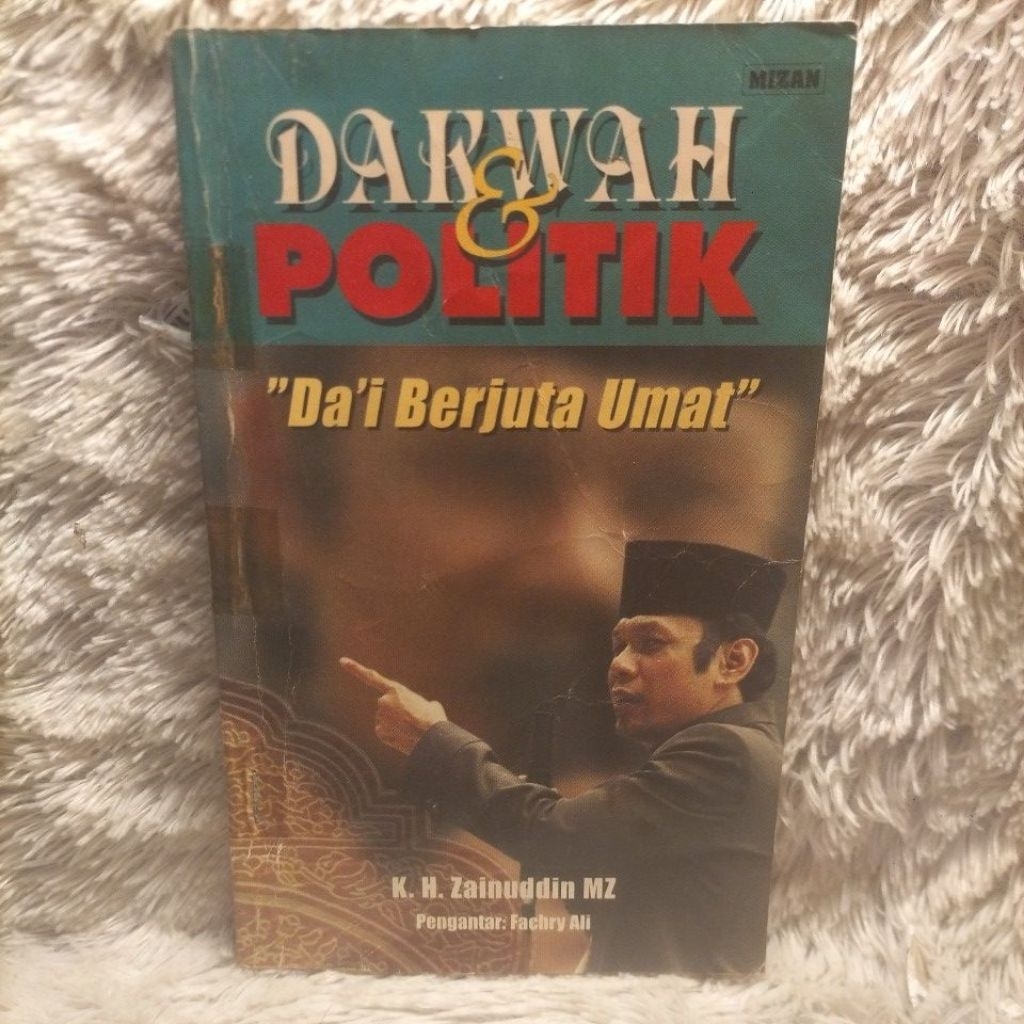 MIZAN
DAKWAH
&
POLITIK
"Da'i Berjuta Umat"
K. H. Zainuddin MZ
Pengantar: Fachry Ali